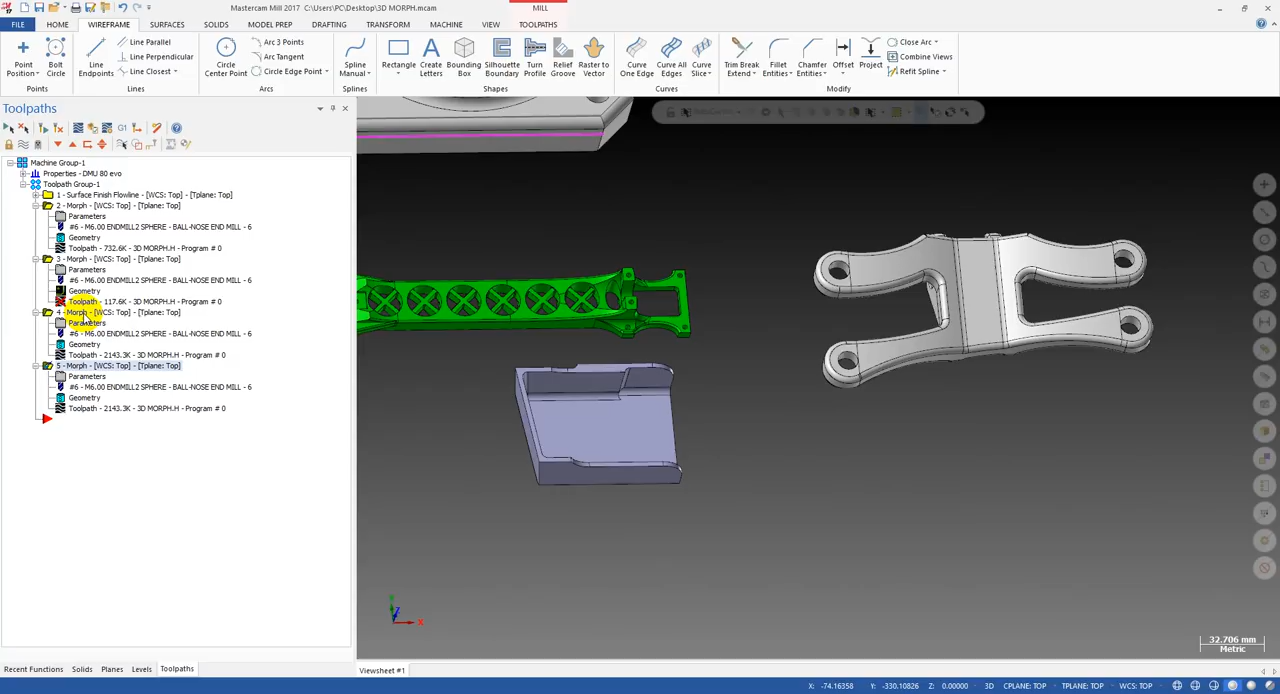 Mastercam Mill 2017 C:\Users\PC\Desktop\3D MORPH.mcam
MILL
FILE HOME WIREFRAME SURFACES SOLIDS MODEL PREP DRAFTING TRANSFORM MACHINE VIEW TOOLPATHS
Point Position
Bolt Circle
Line Endpoints
Line Parallel
Line Perpendicular
Line Closest
Circle Center Point
Arc 3 Points
Arc Tangent
Circle Edge Point
Spline Manual
Rectangle
Create Letters
Bounding Box
Silhouette Boundary
Turn Profile
Relief Groove
Raster to Vector
Curve One Edge
Curve All Edges
Curve Slice
Trim Break Extend
Fillet Entities
Chamfer Entities
Offset
Project
Close Arc
Combine Views
Refit Spline
Points Lines Arcs Splines Shapes Curves Modify
Toolpaths
G1
Machine Group-1
Properties - DMU 80 evo
Toolpath Group-1
1 - Surface Finish Flowline - [WCS: Top] - [Tplane: Top]
2 - Morph - [WCS: Top] - [Tplane: Top]
Parameters
#6 - M6.00 ENDMILL2 SPHERE - BALL-NOSE END MILL - 6
Geometry
Toolpath - 732.6K - 3D MORPH.H - Program # 0
3 - Morph - [WCS: Top] - [Tplane: Top]
Parameters
#6 - M6.00 ENDMILL2 SPHERE - BALL-NOSE END MILL - 6
Geometry
Toolpath - 117.6K - 3D MORPH.H - Program # 0
4 - Morph - [WCS: Top] - [Tplane: Top]
Parameters
#6 - M6.00 ENDMILL2 SPHERE - BALL-NOSE END MILL - 6
Geometry
Toolpath - 2143.3K - 3D MORPH.H - Program # 0
5 - Morph - [WCS: Top] - [Tplane: Top]
Parameters
#6 - M6.00 ENDMILL2 SPHERE - BALL-NOSE END MILL - 6
Geometry
Toolpath - 2143.3K - 3D MORPH.H - Program # 0
Z
X
32.706 mm
Metric
Recent Functions Solids Planes Levels Toolpaths
Viewsheet #1
X: -74.16358 Y: -330.10826 Z: 0.00000 3D CPLANE: TOP TPLANE: TOP WCS: TOP